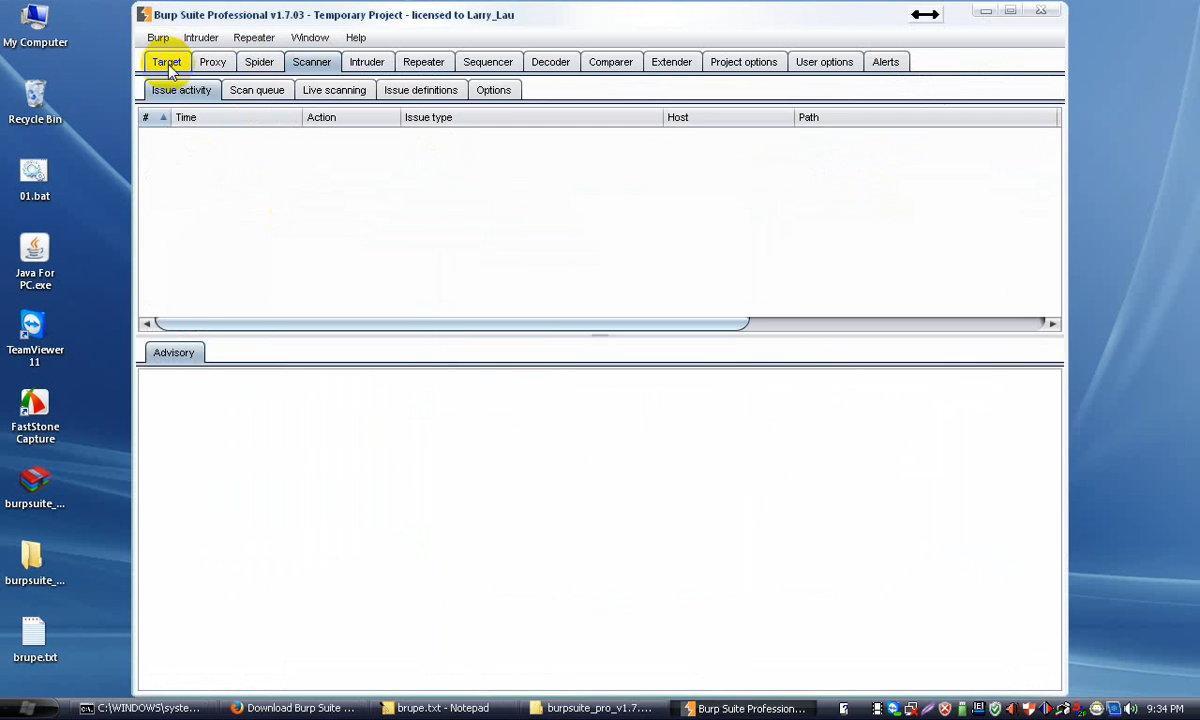 Burp Suite Professional v1.7.03 - Temporary Project - licensed to Larry_Lau
Burp Intruder Repeater Window Help
Target Proxy Spider Scanner Intruder Repeater Sequencer Decoder Comparer Extender Project options User options Alerts
Issue activity Scan queue Live scanning Issue definitions Options
# Time Action Issue type Host Path
Advisory
My Computer
Recycle Bin
01.bat
Java For
PC.exe
TeamViewer
11
FastStone
Capture
burpsuite_...
burpsuite_...
brupe.txt
C:\WINDOWS\syste... Download Burp Suite ... brupe.txt - Notepad burpsuite_pro_v1.7.... Burp Suite Profession... 9:34 PM